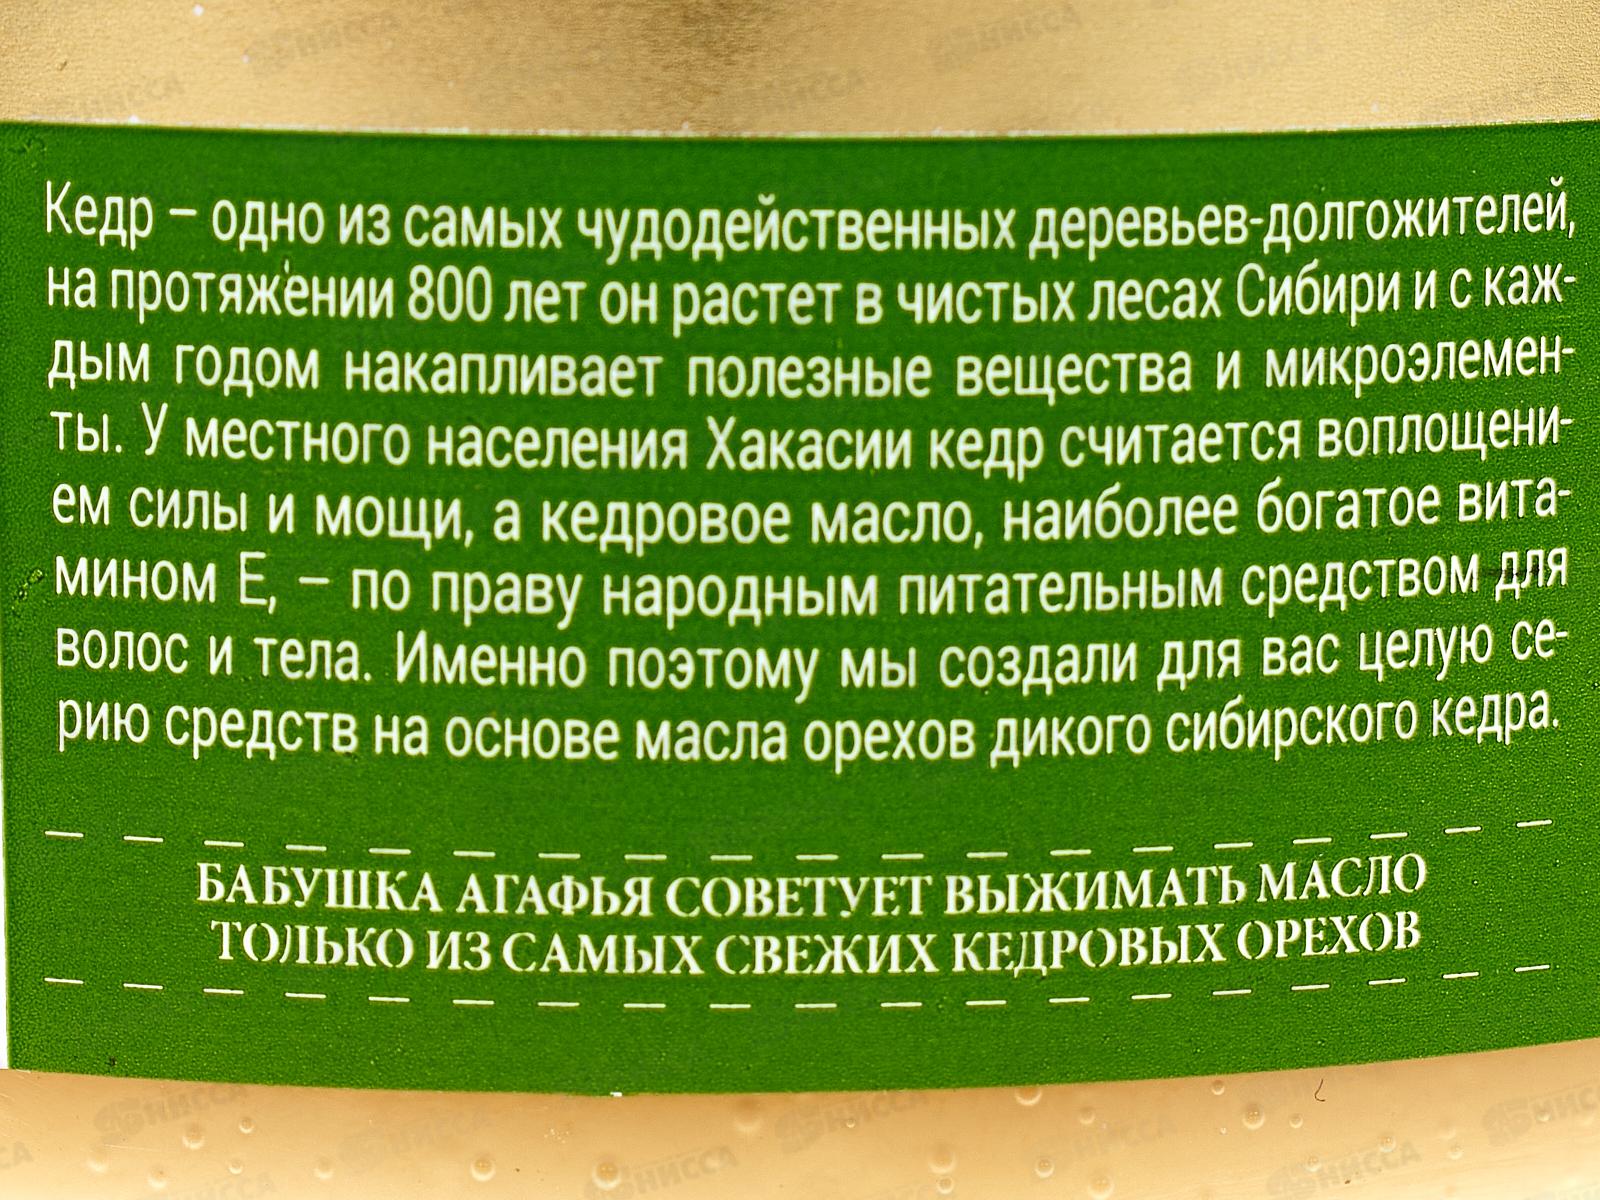 Кедр – одно из самых чудодейственных деревьев-долгожителей,
на протяжении 800 лет он растет в чистых лесах Сибири и с каж-
дым годом накапливает полезные вещества и микроэлемен-
ты. У местного населения Хакасии кедр считается воплощени-
ем силы и мощи, а кедровое масло, наиболее богатое вита-
мином Е, – по праву народным питательным средством для
волос и тела. Именно поэтому мы создали для вас целую се-
рию средств на основе масла орехов дикого сибирского кедра.
БАБУШКА АГАФЬЯ СОВЕТУЕТ ВЫЖИМАТЬ МАСЛО
ТОЛЬКО ИЗ САМЫХ СВЕЖИХ КЕДРОВЫХ ОРЕХОВ